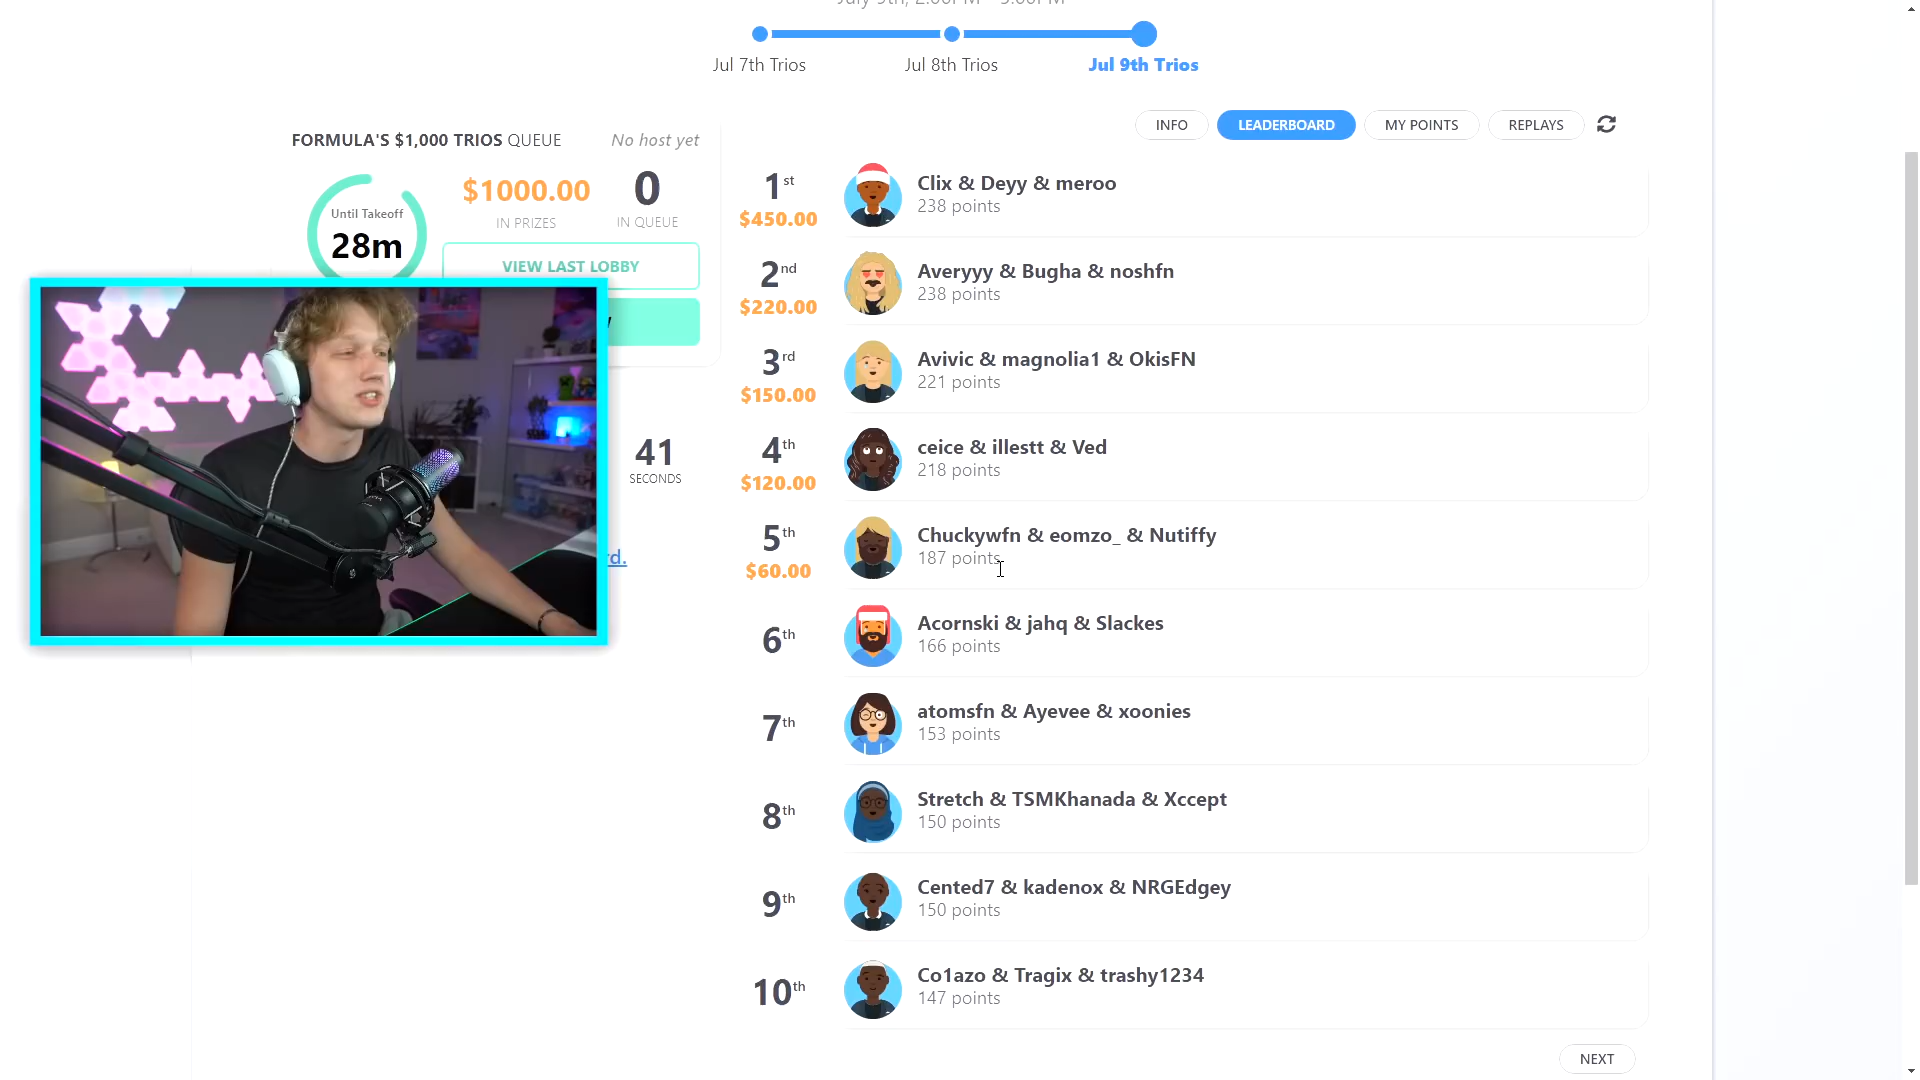 Jul 7th Trios
Jul 8th Trios
Jul 9th Trios
INFO
LEADERBOARD
MY POINTS
REPLAYS
FORMULA'S $1,000 TRIOS QUEUE
No host yet
Until Takeoff
28m
$1000.00
IN PRIZES
0
IN QUEUE
VIEW LAST LOBBY
41
SECONDS
rd.
1st
$450.00
Clix & Deyy & meroo
238 points
2nd
$220.00
Averyyy & Bugha & noshfn
238 points
3rd
$150.00
Avivic & magnolia1 & OkisFN
221 points
4th
$120.00
ceice & illestt & Ved
218 points
5th
$60.00
Chuckywfn & eomzo_ & Nutiffy
187 points
6th
Acornski & jahq & Slackes
166 points
7th
atomsfn & Ayevee & xoonies
153 points
8th
Stretch & TSMKhanada & Xccept
150 points
9th
Cented7 & kadenox & NRGEdgey
150 points
10th
Co1azo & Tragix & trashy1234
147 points
NEXT